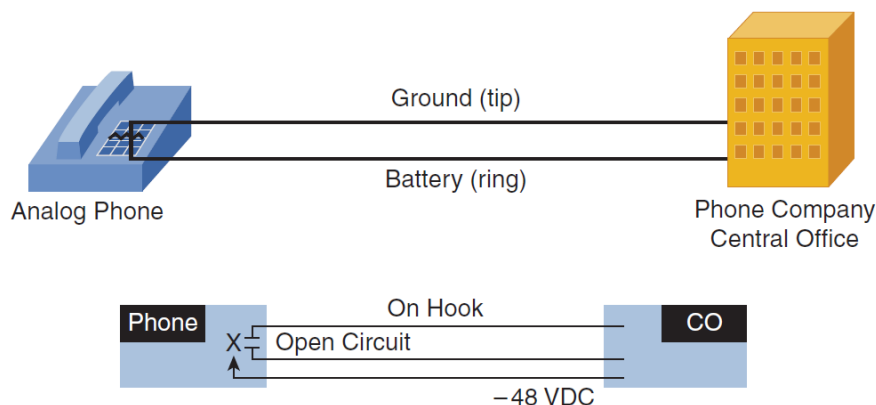 Ground (tip)
Battery (ring)
Analog Phone
Phone Company
Central Office
Phone
On Hook
CO
X
Open Circuit
–48 VDC